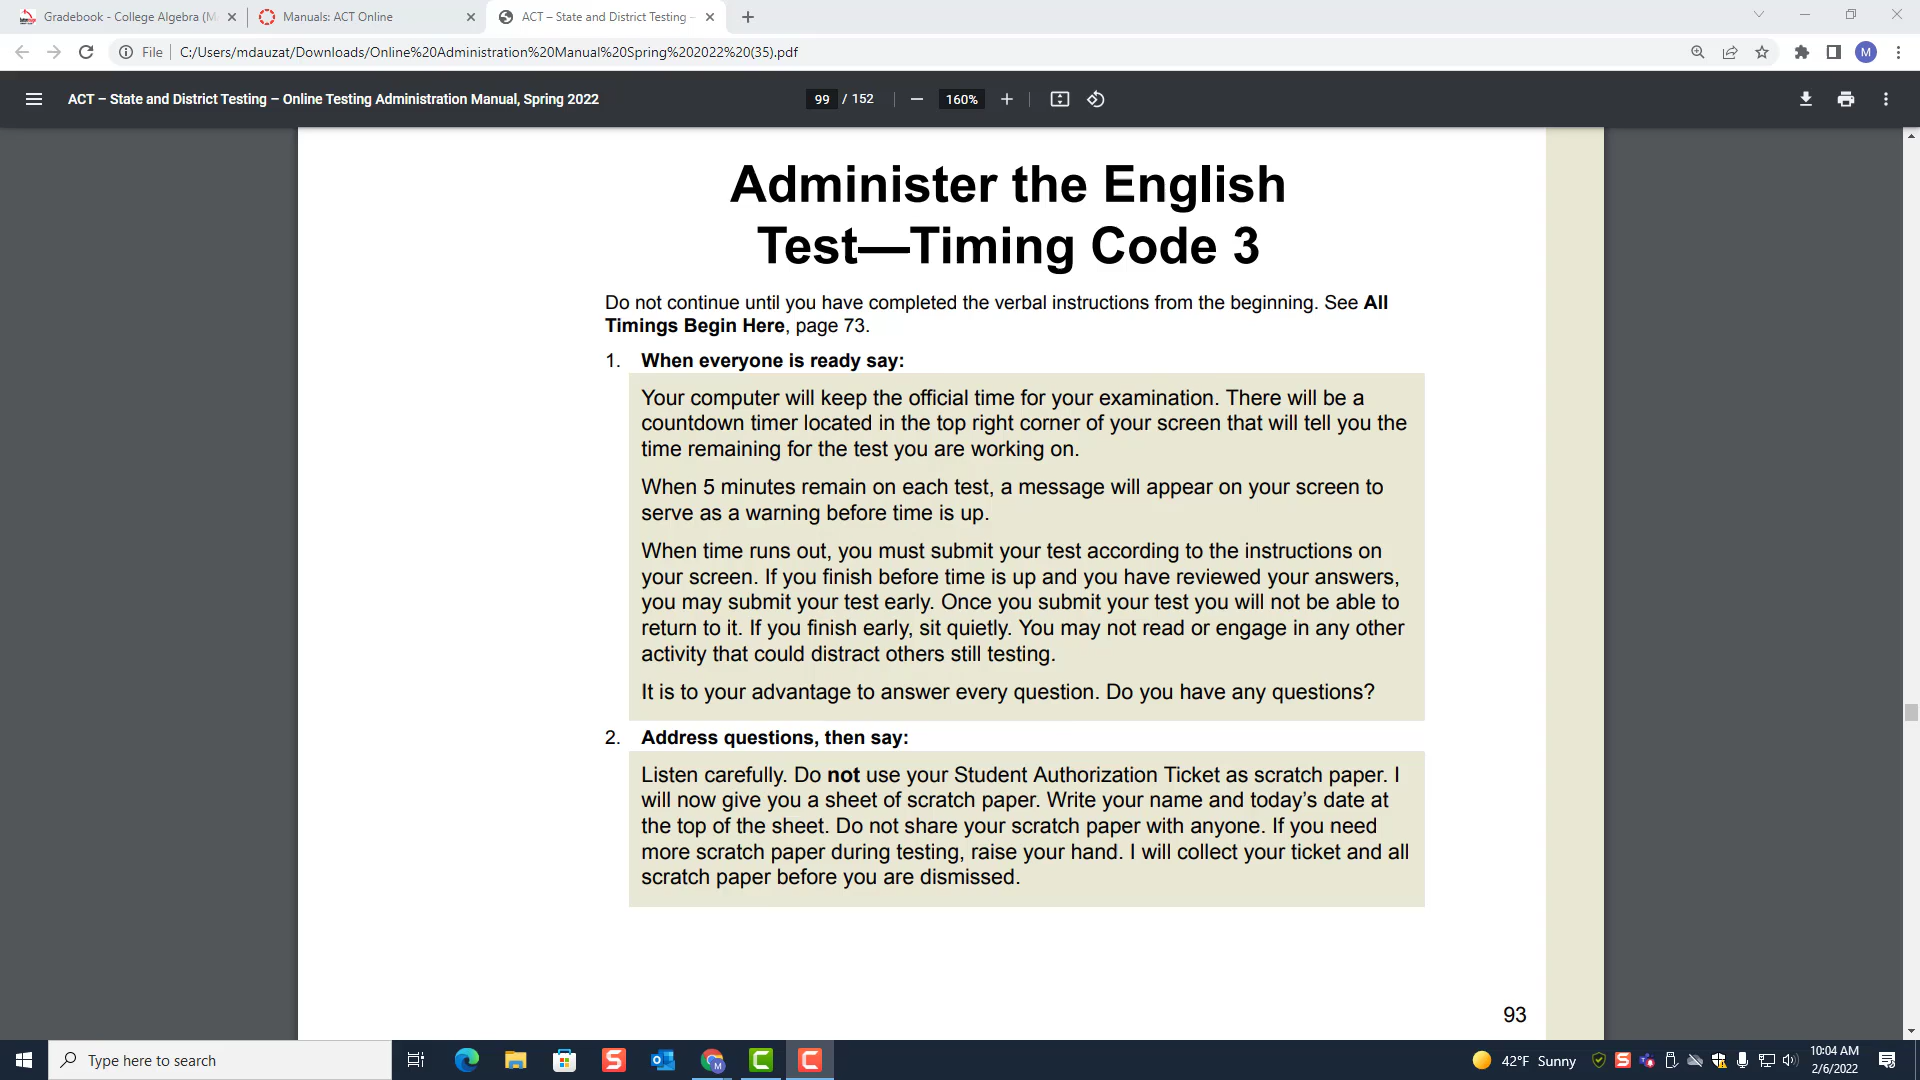 Gradebook - College Algebra (M
Manuals: ACT Online
ACT – State and District Testing –
File
C:/Users/mdauzat/Downloads/Online%20Administration%20Manual%20Spring%202022%20(35).pdf
M
ACT – State and District Testing – Online Testing Administration Manual, Spring 2022
99 / 152
160%
Administer the English
Test—Timing Code 3
Do not continue until you have completed the verbal instructions from the beginning. See All
Timings Begin Here, page 73.
1. When everyone is ready say:
Your computer will keep the official time for your examination. There will be a
countdown timer located in the top right corner of your screen that will tell you the
time remaining for the test you are working on.
When 5 minutes remain on each test, a message will appear on your screen to
serve as a warning before time is up.
When time runs out, you must submit your test according to the instructions on
your screen. If you finish before time is up and you have reviewed your answers,
you may submit your test early. Once you submit your test you will not be able to
return to it. If you finish early, sit quietly. You may not read or engage in any other
activity that could distract others still testing.
It is to your advantage to answer every question. Do you have any questions?
2. Address questions, then say:
Listen carefully. Do not use your Student Authorization Ticket as scratch paper. I
will now give you a sheet of scratch paper. Write your name and today’s date at
the top of the sheet. Do not share your scratch paper with anyone. If you need
more scratch paper during testing, raise your hand. I will collect your ticket and all
scratch paper before you are dismissed.
93
Type here to search
42°F Sunny
10:04 AM
2/6/2022